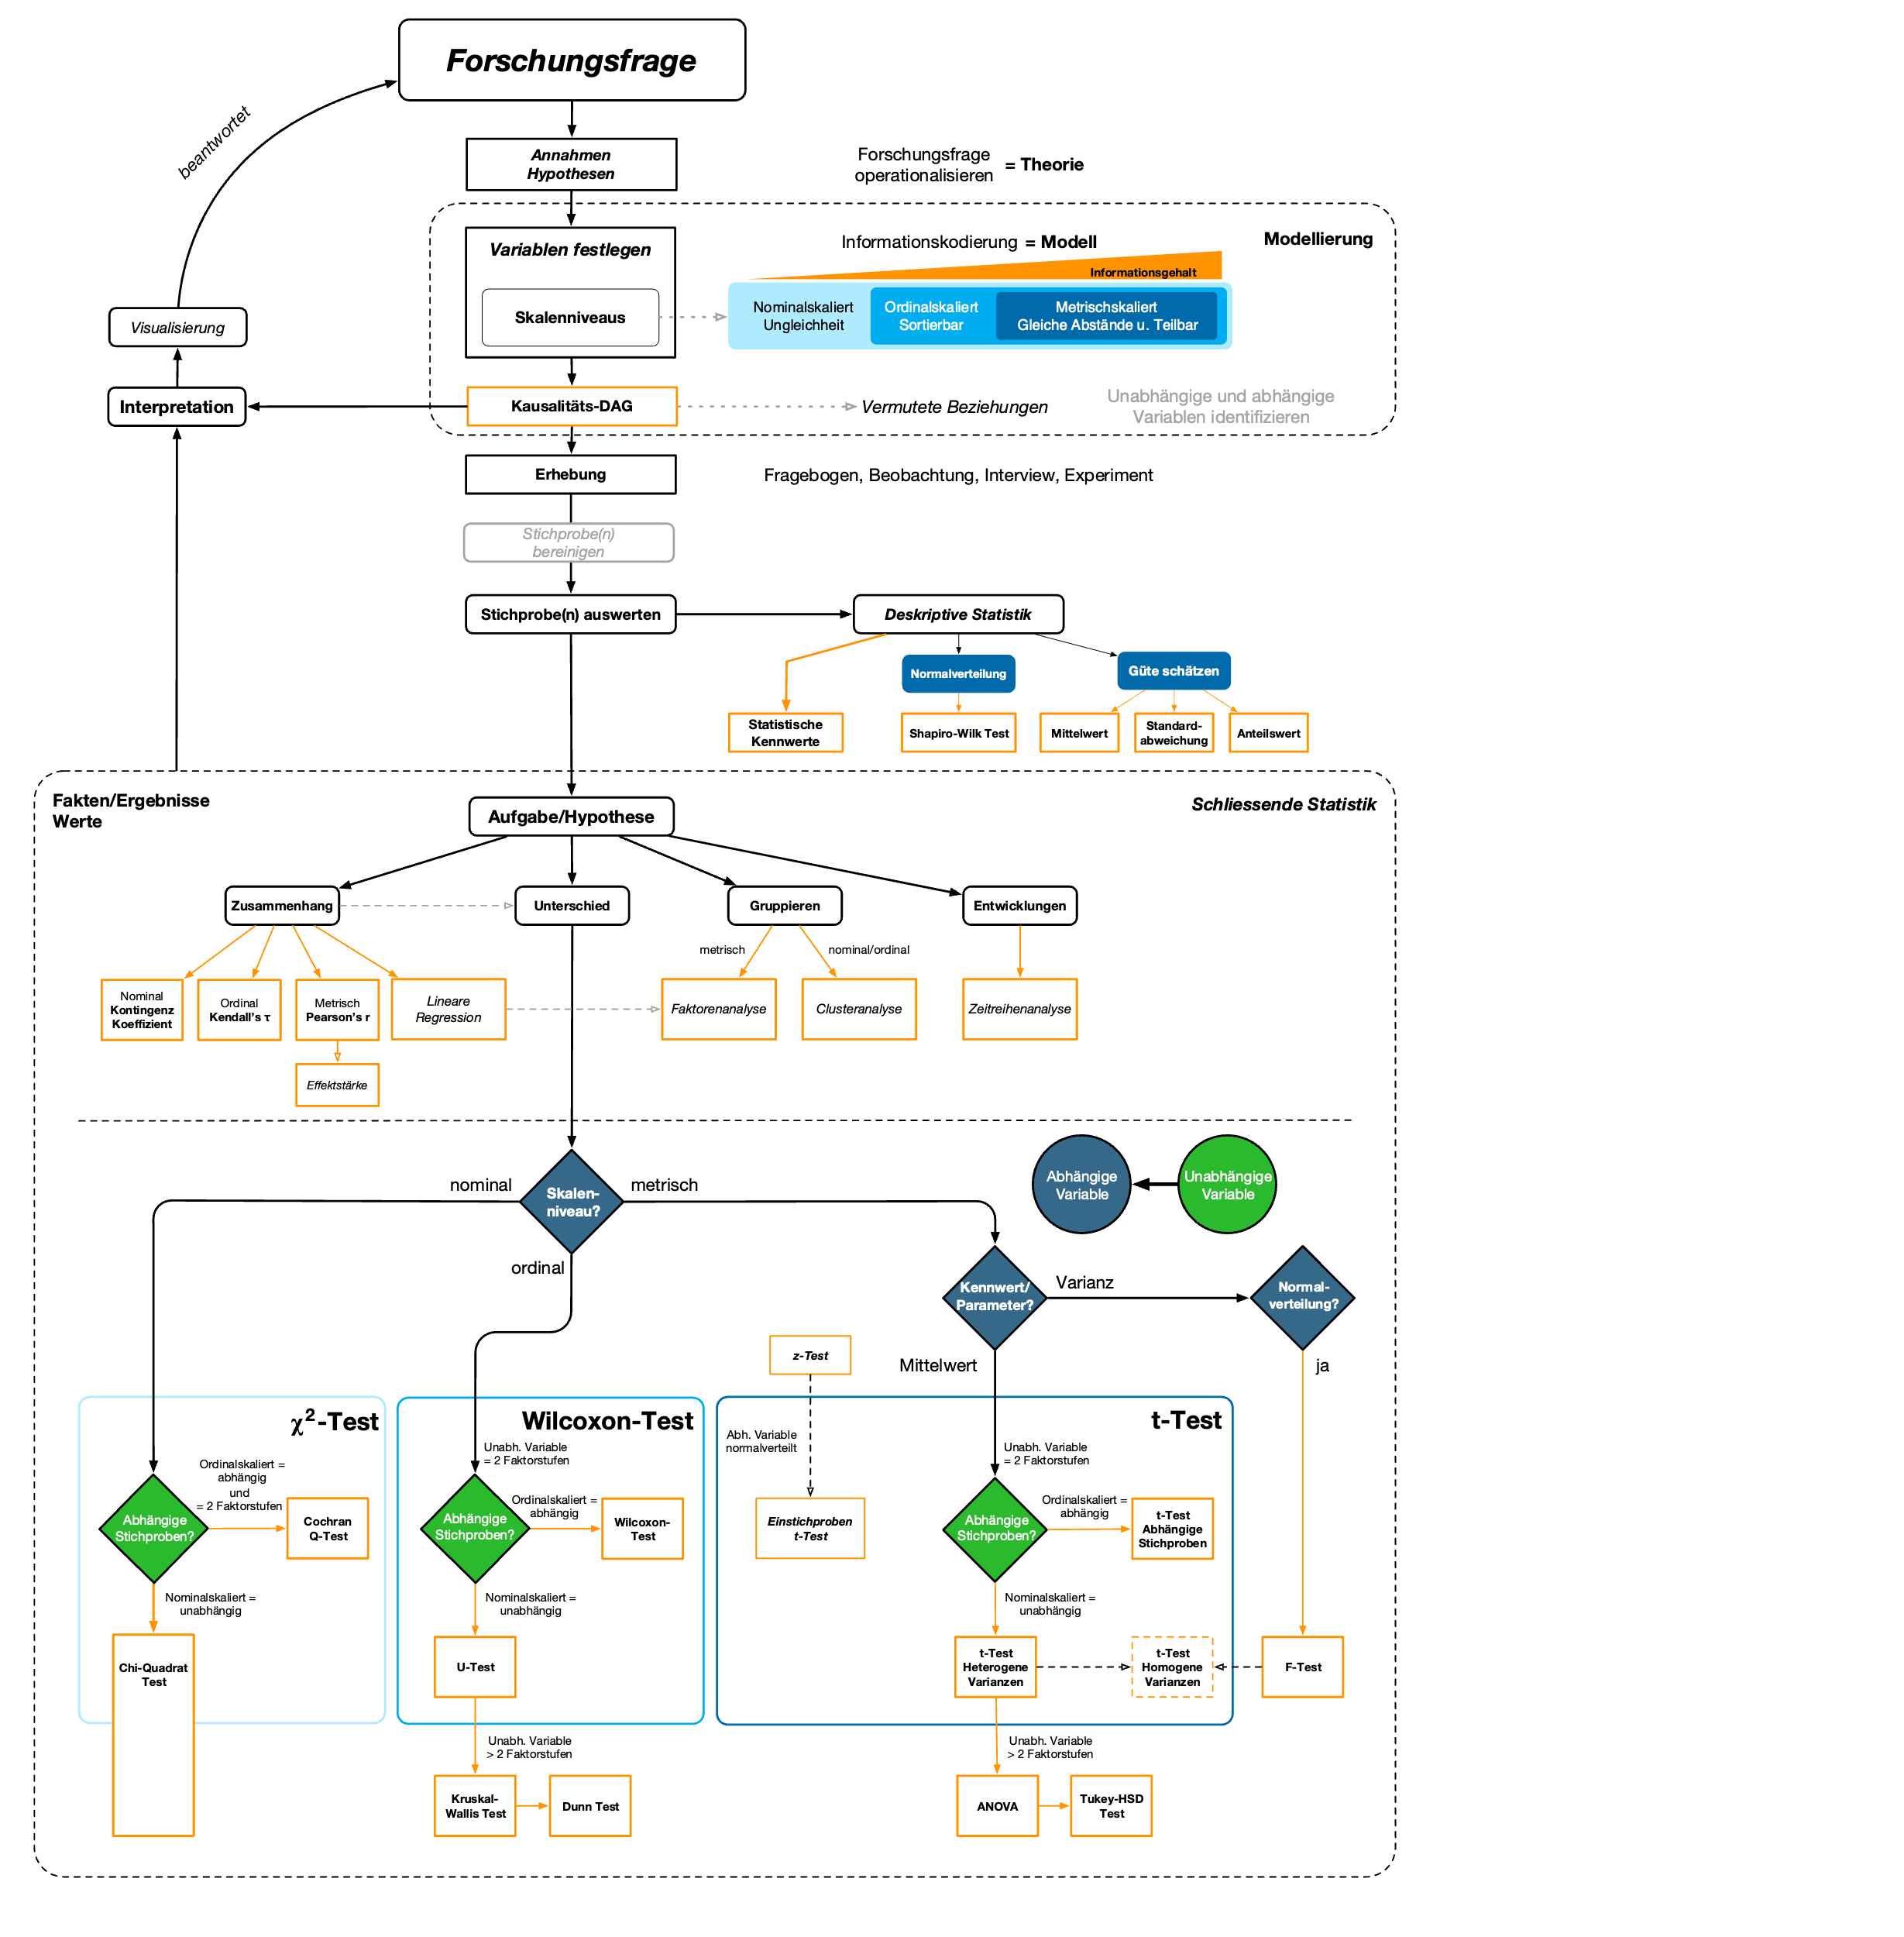 Forschungsfrage
beantwortet
Annahmen
Hypothesen
Forschungsfrage
operationalisieren
= Theorie
Variablen festlegen
Skalenniveaus
Informationskodierung = Modell
Modellierung
Informationsgehalt
Nominalskaliert
Ungleichheit
Ordinalskaliert
Sortierbar
Metrischskaliert
Gleiche Abstände u. Teilbar
Visualisierung
Interpretation
Kausalitäts-DAG
Vermutete Beziehungen
Unabhängige und abhängige
Variablen identifizieren
Erhebung
Fragebogen, Beobachtung, Interview, Experiment
Stichprobe(n)
bereinigen
Stichprobe(n) auswerten
Deskriptive Statistik
Normalverteilung
Güte schätzen
Statistische
Kennwerte
Shapiro-Wilk Test
Mittelwert
Standard-
abweichung
Anteilswert
Fakten/Ergebnisse
Werte
Aufgabe/Hypothese
Schliessende Statistik
Zusammenhang
Unterschied
Gruppieren
Entwicklungen
metrisch
nominal/ordinal
Nominal
Kontingenz
Koeffizient
Ordinal
Kendall's τ
Metrisch
Pearson's r
Lineare
Regression
Faktorenanalyse
Clusteranalyse
Zeitreihenanalyse
Effektstärke
nominal
Skalen-
niveau?
metrisch
ordinal
Abhängige
Variable
Unabhängige
Variable
Kennwert/
Parameter?
Varianz
Normal-
verteilung?
Mittelwert
ja
z-Test
χ²-Test
Wilcoxon-Test
t-Test
Abh. Variable
normalverteilt
Unabh. Variable
= 2 Faktorstufen
Unabh. Variable
= 2 Faktorstufen
Ordinalskaliert =
abhängig
und
= 2 Faktorstufen
Abhängige
Stichproben?
Cochran
Q-Test
Abhängige
Stichproben?
Ordinalskaliert =
abhängig
Wilcoxon-
Test
Einstichproben
t-Test
Abhängige
Stichproben?
Ordinalskaliert =
abhängig
t-Test
Abhängige
Stichproben
Nominalskaliert =
unabhängig
Nominalskaliert =
unabhängig
Nominalskaliert =
unabhängig
Chi-Quadrat
Test
U-Test
t-Test
Heterogene
Varianzen
t-Test
Homogene
Varianzen
F-Test
Unabh. Variable
> 2 Faktorstufen
Unabh. Variable
> 2 Faktorstufen
Kruskal-
Wallis Test
Dunn Test
ANOVA
Tukey-HSD
Test